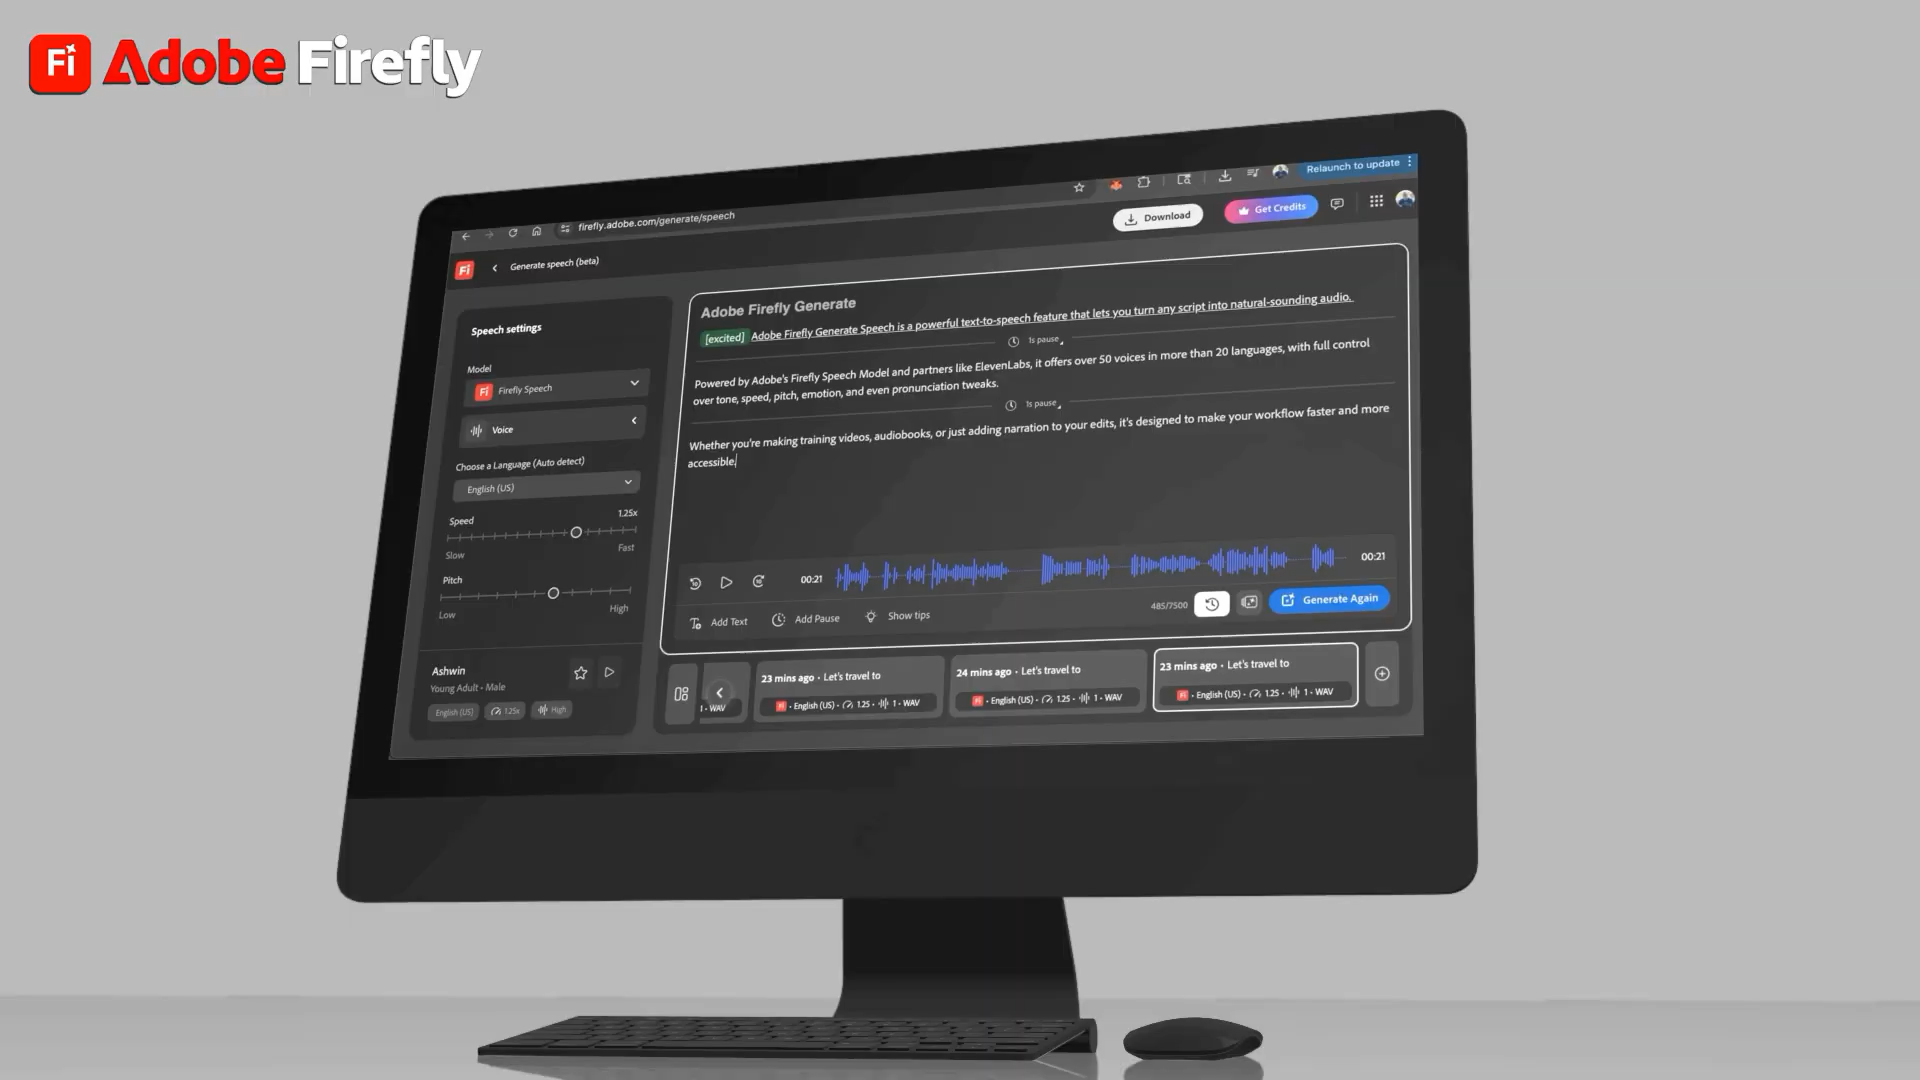 Fi Adobe Firefly
Relaunch to update
firefly.adobe.com/generate/speech
Download
Get Credits
Fi
Generate speech (beta)
Speech settings
Model
Fi Firefly Speech
Voice
Choose a Language (Auto detect)
English (US)
Speed
1.25x
Slow
Fast
Pitch
Low
High
Ashwin
Young Adult • Male
English (US)
1.25x
High
Adobe Firefly Generate
[excited] Adobe Firefly Generate Speech is a powerful text-to-speech feature that lets you turn any script into natural-sounding audio.
1s pause
Powered by Adobe's Firefly Speech Model and partners like ElevenLabs, it offers over 50 voices in more than 20 languages, with full control
over tone, speed, pitch, emotion, and even pronunciation tweaks.
1s pause
Whether you're making training videos, audiobooks, or just adding narration to your edits, it's designed to make your workflow faster and more
accessible.
00:21
00:21
Add Text
Add Pause
Show tips
485/7500
Generate Again
1 • WAV
23 mins ago • Let's travel to
• English (US) • 1.25 • 1 • WAV
24 mins ago • Let's travel to
• English (US) • 1.25 • 1 • WAV
23 mins ago • Let's travel to
• English (US) • 1.25 • 1 • WAV